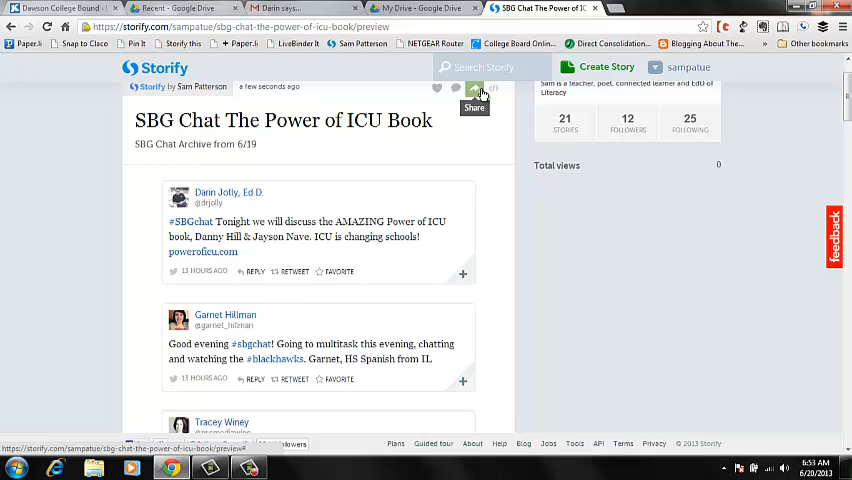 Dawson College Bound
Recent - Google Drive
Darin says...
My Drive - Google Drive
SBG Chat The Power of IC
https://storify.com/sampatue/sbg-chat-the-power-of-icu-book/preview
Paper.li
Snap to Claco
Pin It
Storify this
+ Paper.li
LiveBinder It
Sam Patterson
NETGEAR Router
College Board Online...
Direct Consolidation...
Blogging About The...
Other bookmarks
Storify
Search Storify
Create Story
sampatue
Storify by Sam Patterson
a few seconds ago
Share
Sam is a teacher, poet, connected learner and EdD of
Literacy
SBG Chat The Power of ICU Book
SBG Chat Archive from 6/19
21
12
25
STORIES
FOLLOWERS
FOLLOWING
Total views
0
Darin Jolly, Ed.D.
@drjolly
#SBGchat Tonight we will discuss the AMAZING Power of ICU
book, Danny Hill & Jayson Nave. ICU is changing schools!
poweroficu.com
13 HOURS AGO
REPLY
RETWEET
FAVORITE
feedback
Garnet Hillman
@garnet_hillman
Good evening #sbgchat! Going to multitask this evening, chatting
and watching the #blackhawks. Garnet, HS Spanish from IL
13 HOURS AGO
REPLY
RETWEET
FAVORITE
Tracey Winey
followers
Plans
Guided tour
About
Help
Blog
Jobs
Tools
API
Terms
Privacy
© 2013 Storify
https://storify.com/sampatue/sbg-chat-the-power-of-icu-book/preview#
6:53 AM
6/20/2013